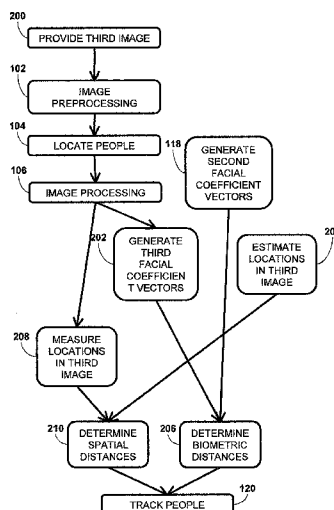 200
PROVIDE THIRD IMAGE
102
IMAGE
PREPROCESSING
104
LOCATE PEOPLE
118
GENERATE
SECOND
FACIAL
COEFFICIENT
VECTORS
106
IMAGE PROCESSING
202
GENERATE
THIRD
FACIAL
COEFFICIEN
T VECTORS
20
ESTIMATE
LOCATIONS
IN THIRD
IMAGE
208
MEASURE
LOCATIONS
IN THIRD
IMAGE
210
DETERMINE
SPATIAL
DISTANCES
206
DETERMINE
BIOMETRIC
DISTANCES
120
TRACK PEOPLE